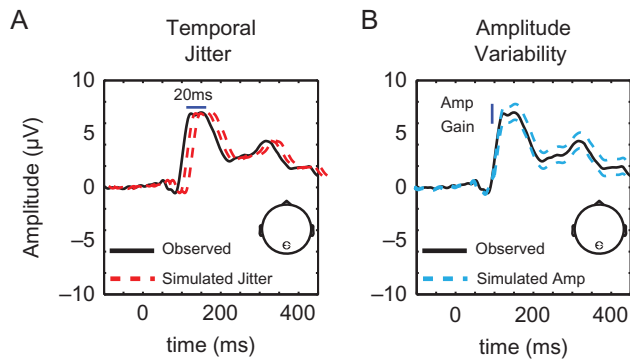 A
Temporal
Jitter
B
Amplitude
Variability
Amplitude (µV)
10
5
0
−5
−10
20ms
Observed
Simulated Jitter
0
200
400
time (ms)
10
5
0
−5
−10
Amp
Gain
Observed
Simulated Amp
0
200
400
time (ms)